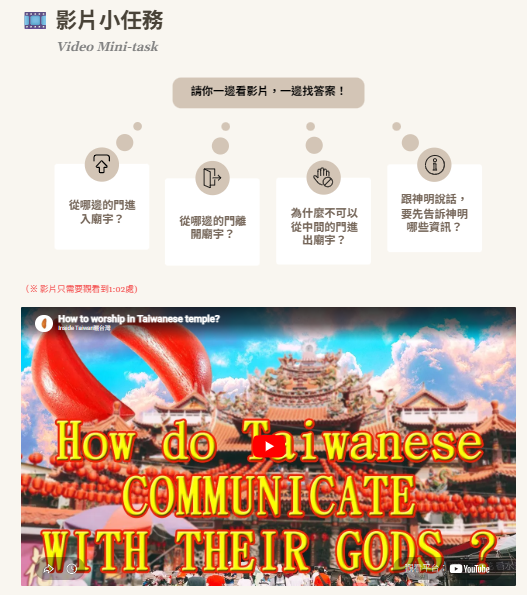 影片小任務
Video Mini-task
請你一邊看影片，一邊找答案！
從哪邊的門進
入廟宇？
從哪邊的門離
開廟宇？
為什麼不可以
從中間的門進
出廟宇？
跟神明說話，
要先告訴神明
哪些資訊？
（※ 影片只需要觀看到1:02處）
How to worship in Taiwanese temple?
Inside Taiwan
How do Taiwanese
COMMUNICATE
WITH THEIR GODS ?
觀看平台：YouTube